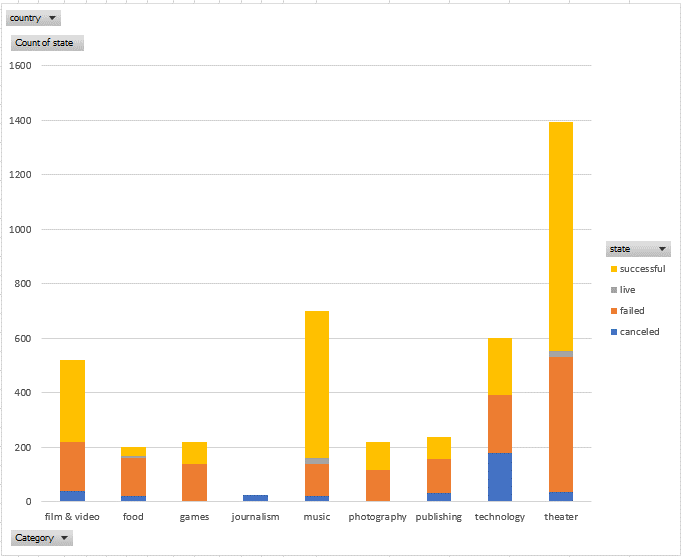 country
Count of state
1600
1400
1200
1000
800
600
400
200
0
film & video food games journalism music photography publishing technology theater
state
successful
live
failed
canceled
Category